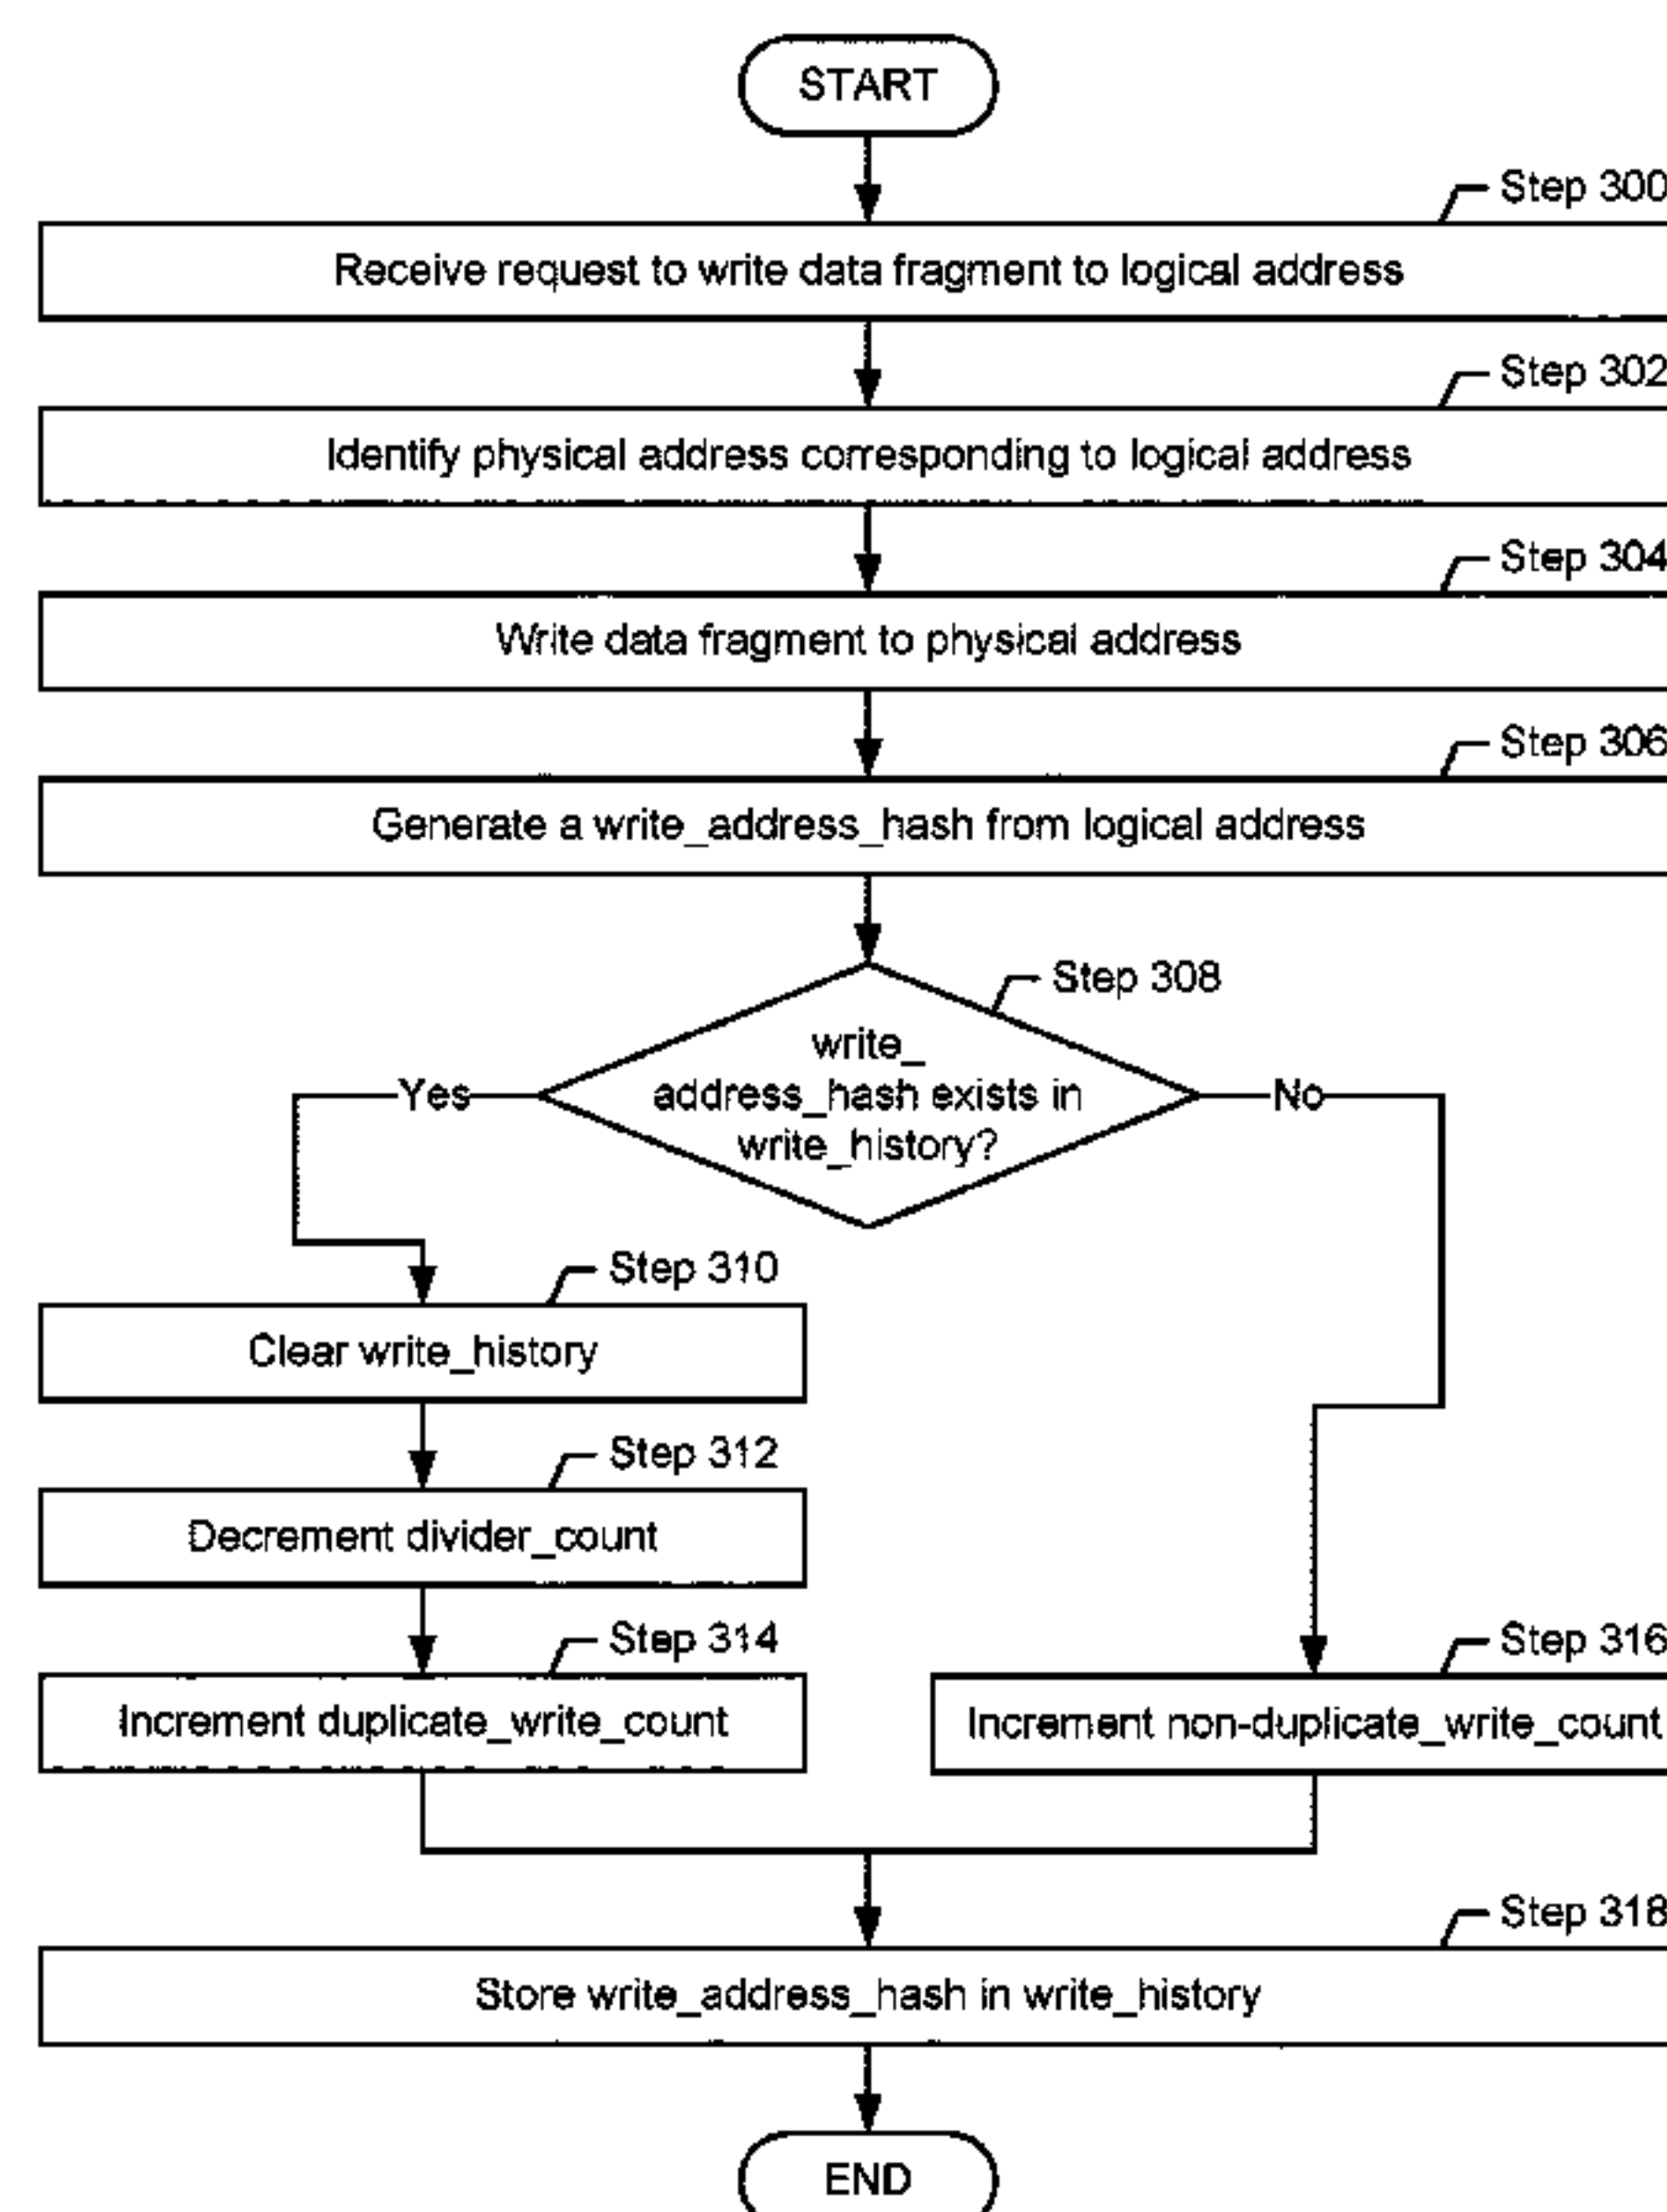 START
Step 300
Receive request to write data fragment to logical address
Step 302
Identify physical address corresponding to logical address
Step 304
Write data fragment to physical address
Step 306
Generate a write_address_hash from logical address
Step 308
write_
address_hash exists in
write_history?
Yes
No
Step 310
Clear write_history
Step 312
Decrement divider_count
Step 314
Increment duplicate_write_count
Step 316
Increment non-duplicate_write_count
Step 318
Store write_address_hash in write_history
END